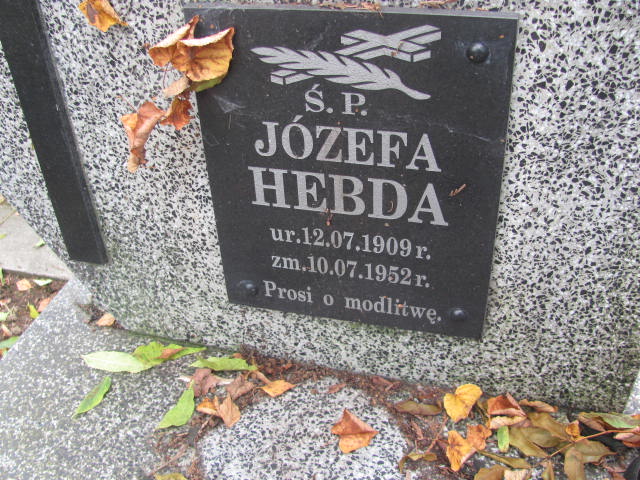 Ś. P.
JÓZEFA
HEBDA
ur.12.07.1909 r.
zm.10.07.1952 r.
Prosi o modlitwę.